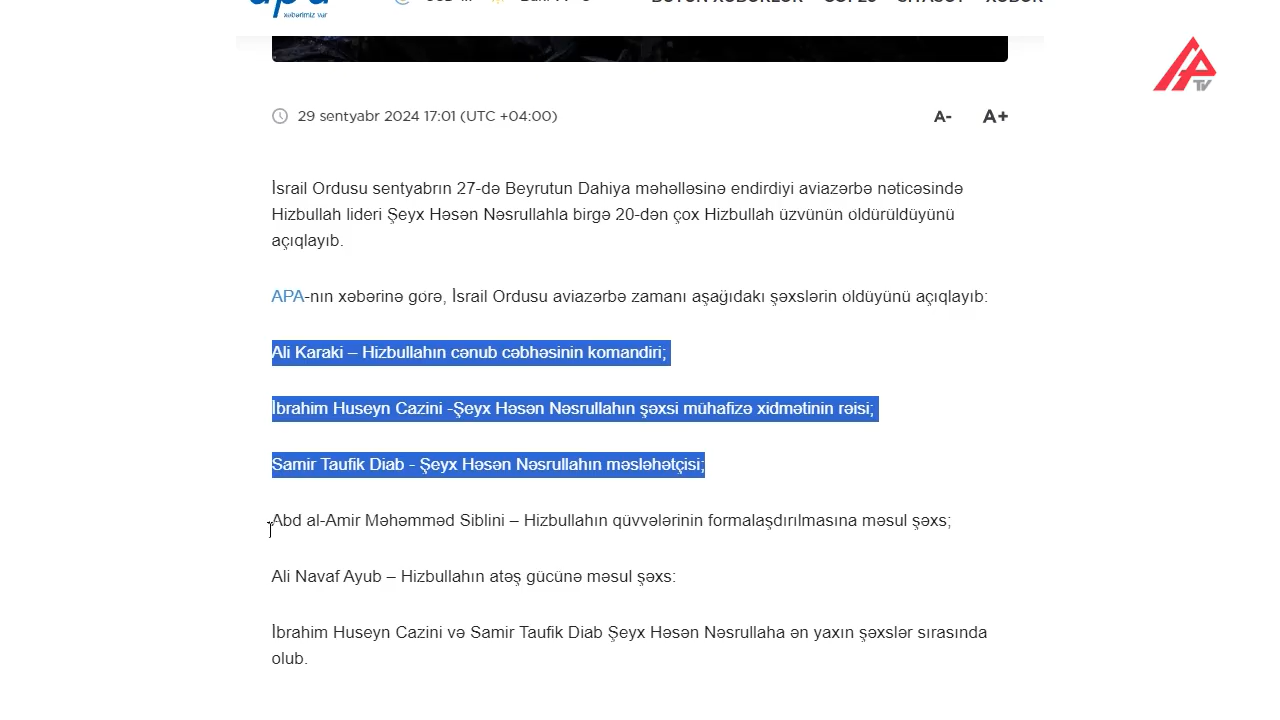 xəbərimiz var
29 sentyabr 2024 17:01 (UTC +04:00)
A- A+
TV
İsrail Ordusu sentyabrın 27-də Beyrutun Dahiya məhəlləsinə endirdiyi aviazərbə nəticəsində
Hizbullah lideri Şeyx Həsən Nəsrullahla birgə 20-dən çox Hizbullah üzvünün öldürüldüyünü
açıqlayıb.
APA-nın xəbərinə görə, İsrail Ordusu aviazərbə zamanı aşağıdakı şəxslərin öldüyünü açıqlayıb:
Ali Karaki – Hizbullahın cənub cəbhəsinin komandiri;
İbrahim Huseyn Cazini -Şeyx Həsən Nəsrullahın şəxsi mühafizə xidmətinin rəisi;
Samir Taufik Diab - Şeyx Həsən Nəsrullahın məsləhətçisi;
Abd al-Amir Məhəmməd Siblini – Hizbullahın qüvvələrinin formalaşdırılmasına məsul şəxs;
Ali Navaf Ayub – Hizbullahın atəş gücünə məsul şəxs:
İbrahim Huseyn Cazini və Samir Taufik Diab Şeyx Həsən Nəsrullaha ən yaxın şəxslər sırasında
olub.